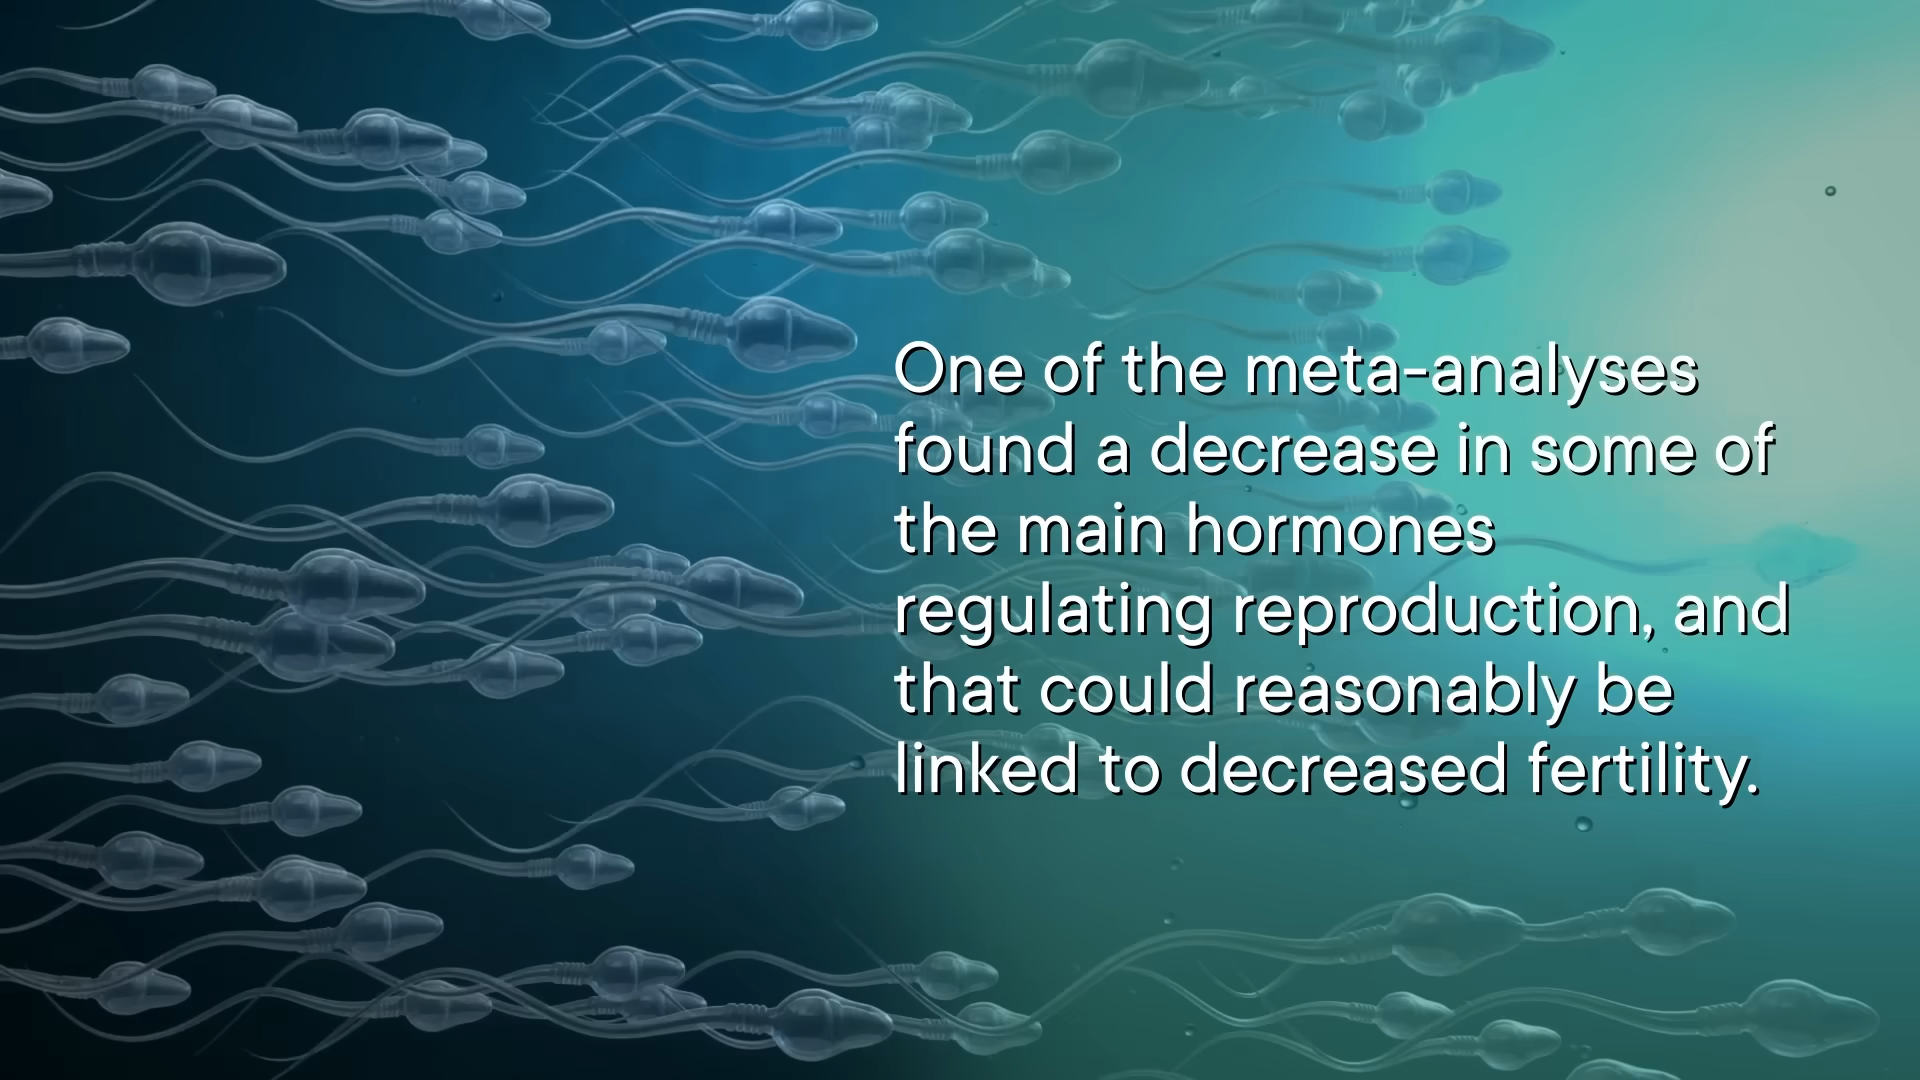 One of the meta-analyses
found a decrease in some of
the main hormones
regulating reproduction, and
that could reasonably be
linked to decreased fertility.